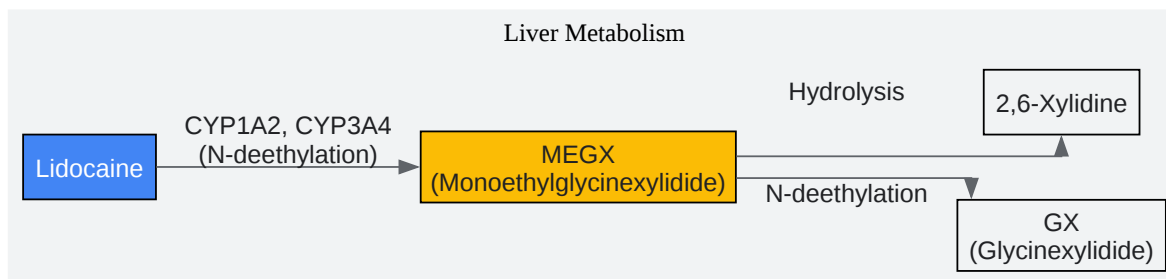 Liver Metabolism
Lidocaine
CYP1A2, CYP3A4
(N-deethylation)
MEGX
(Monoethylglycinexylidide)
Hydrolysis
2,6-Xylidine
N-deethylation
GX
(Glycinexylidide)